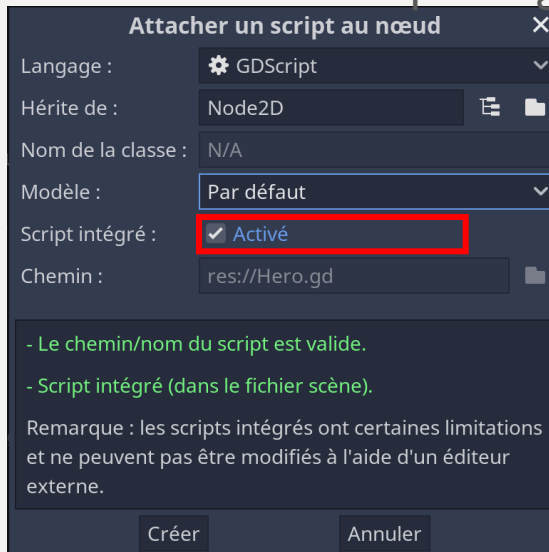 Attacher un script au nœud
Langage : GDScript
Hérite de : Node2D
Nom de la classe : N/A
Modèle : Par défaut
Script intégré : Activé
Chemin : res://Hero.gd
- Le chemin/nom du script est valide.
- Script intégré (dans le fichier scène).
Remarque : les scripts intégrés ont certaines limitations
et ne peuvent pas être modifiés à l'aide d'un éditeur
externe.
Créer Annuler